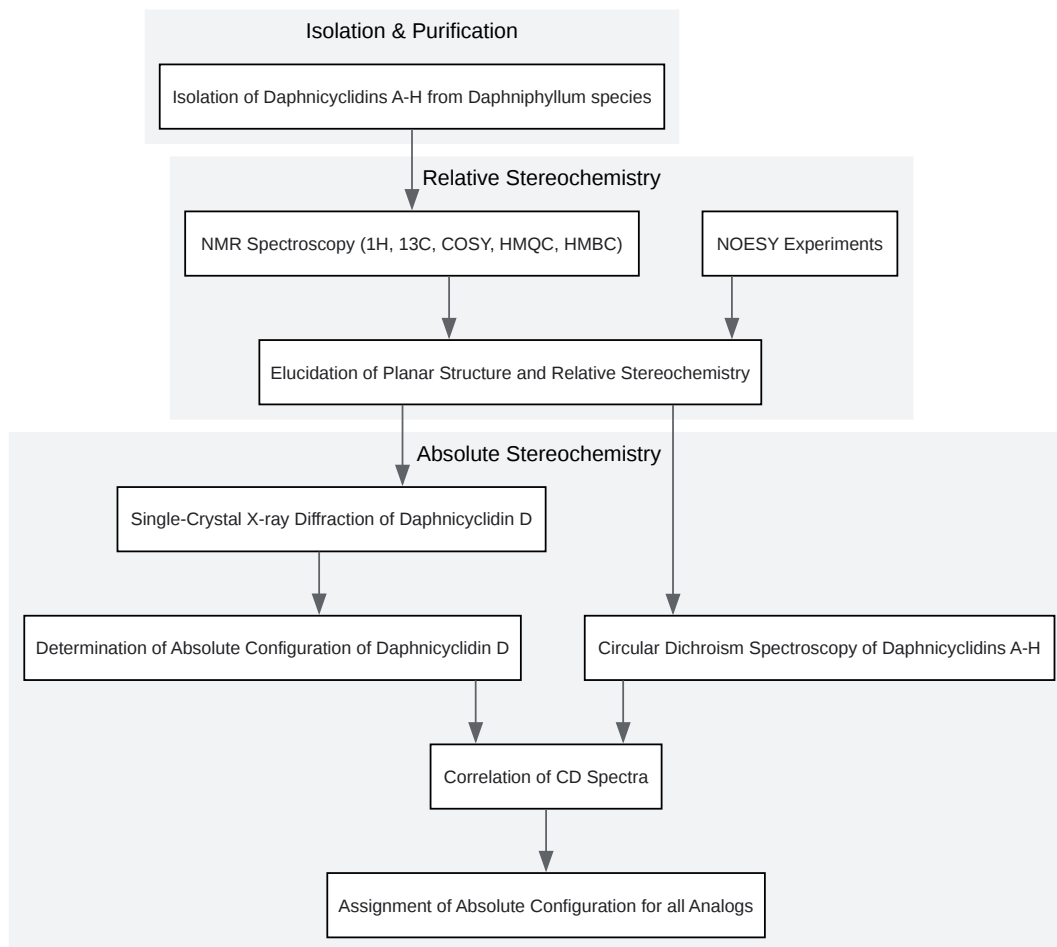 Isolation & Purification
Isolation of Daphnicyclidins A-H from Daphniphyllum species
Relative Stereochemistry
NMR Spectroscopy (1H, 13C, COSY, HMQC, HMBC)
NOESY Experiments
Elucidation of Planar Structure and Relative Stereochemistry
Absolute Stereochemistry
Single-Crystal X-ray Diffraction of Daphnicyclidin D
Determination of Absolute Configuration of Daphnicyclidin D
Circular Dichroism Spectroscopy of Daphnicyclidins A-H
Correlation of CD Spectra
Assignment of Absolute Configuration for all Analogs